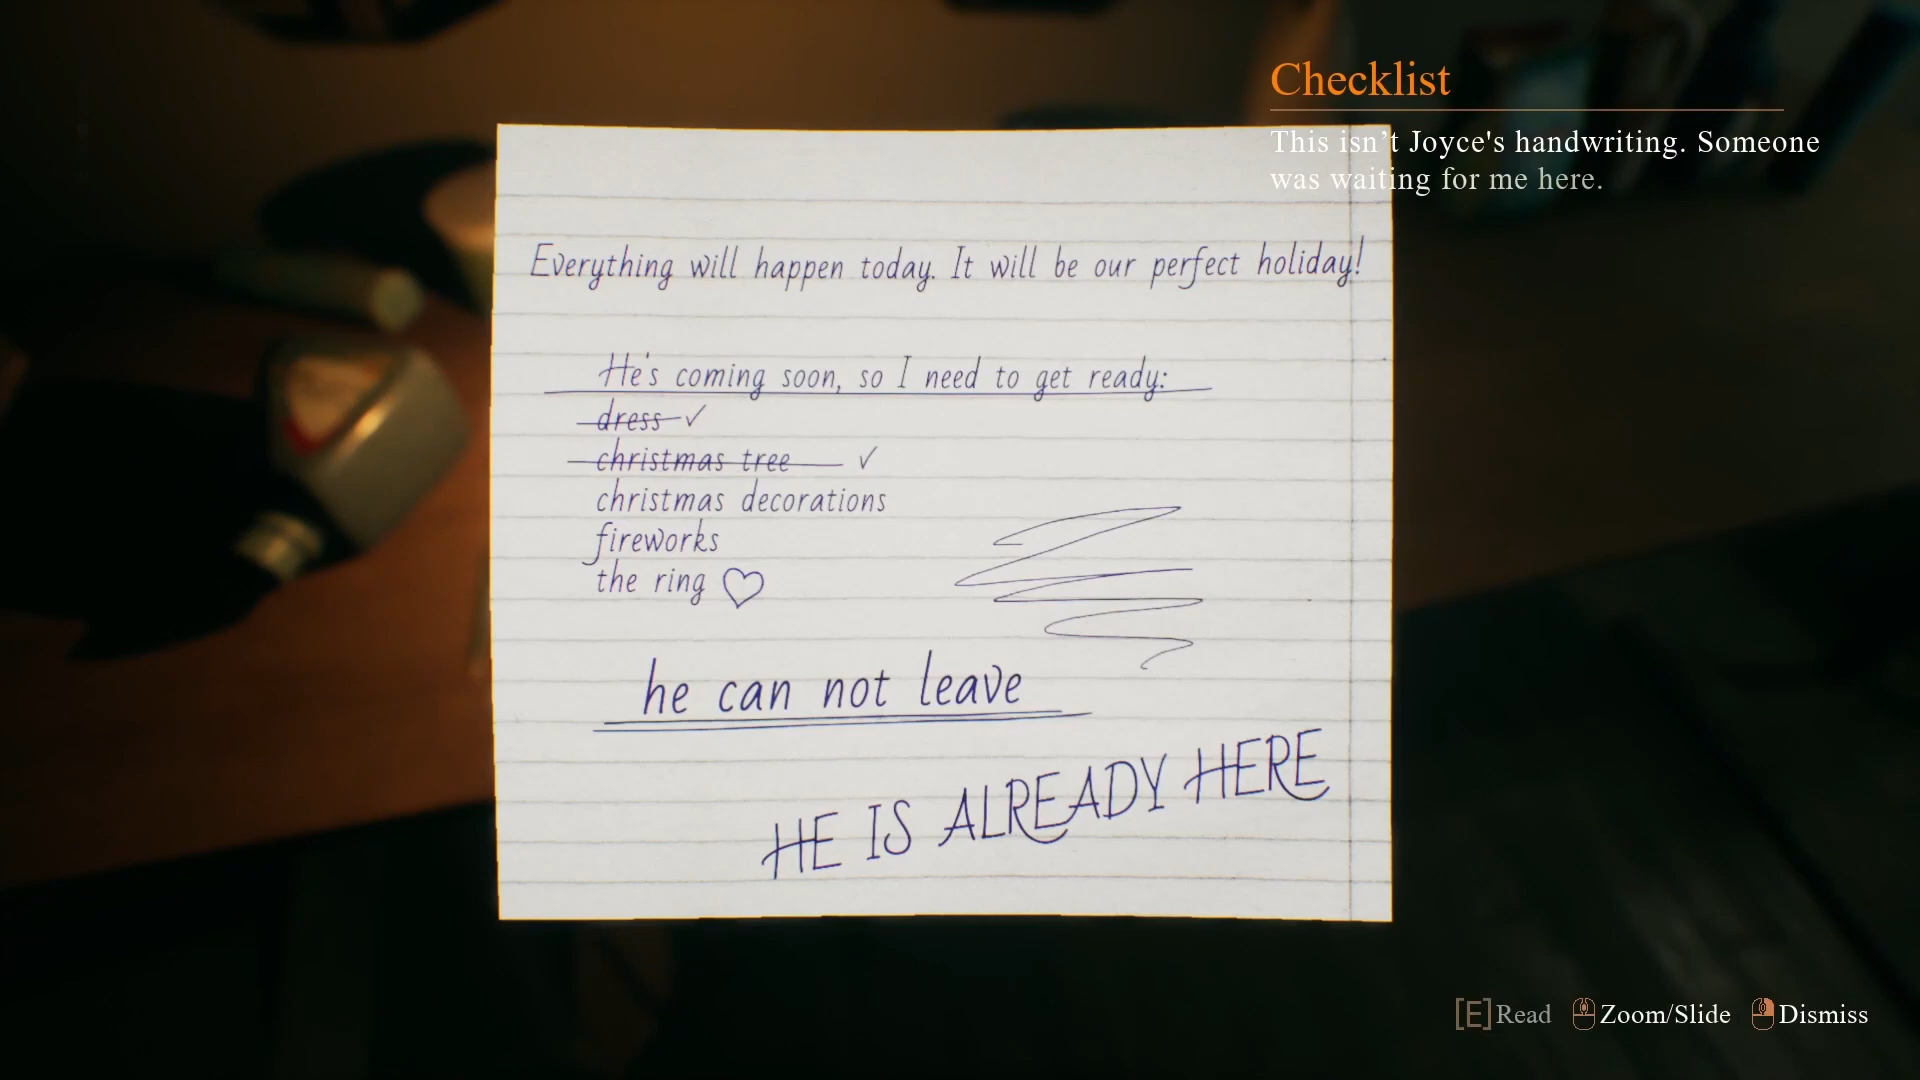 Checklist
This isn't Joyce's handwriting. Someone
was waiting for me here.
Everything will happen today. It will be our perfect holiday!
He's coming soon, so I need to get ready:
dress ✓
christmas tree ✓
christmas decorations
fireworks
the ring ♡
he can not leave
HE IS ALREADY HERE
[E] Read Zoom/Slide Dismiss